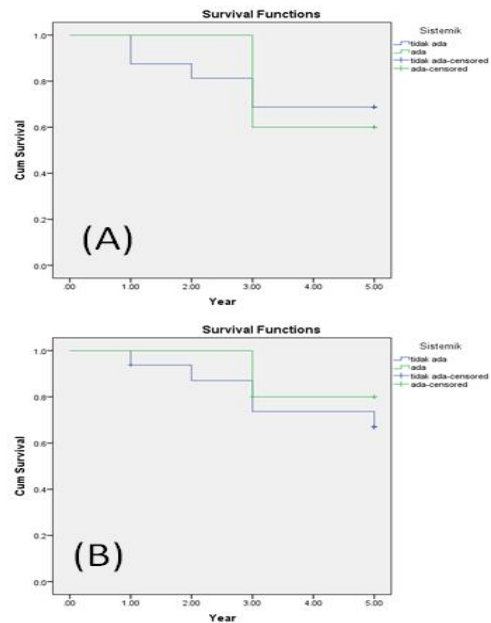 Survival Functions
Sistemik
tidak ada
ada
tidak ada-censored
ada-censored
Cum Survival
1.0
0.8
0.6
0.4
0.2
0.0
(A)
.00 1.00 2.00 3.00 4.00 5.00
Year
Survival Functions
Sistemik
tidak ada
ada
tidak ada-censored
ada-censored
Cum Survival
1.0
0.8
0.6
0.4
0.2
0.0
(B)
.00 1.00 2.00 3.00 4.00 5.00
Year